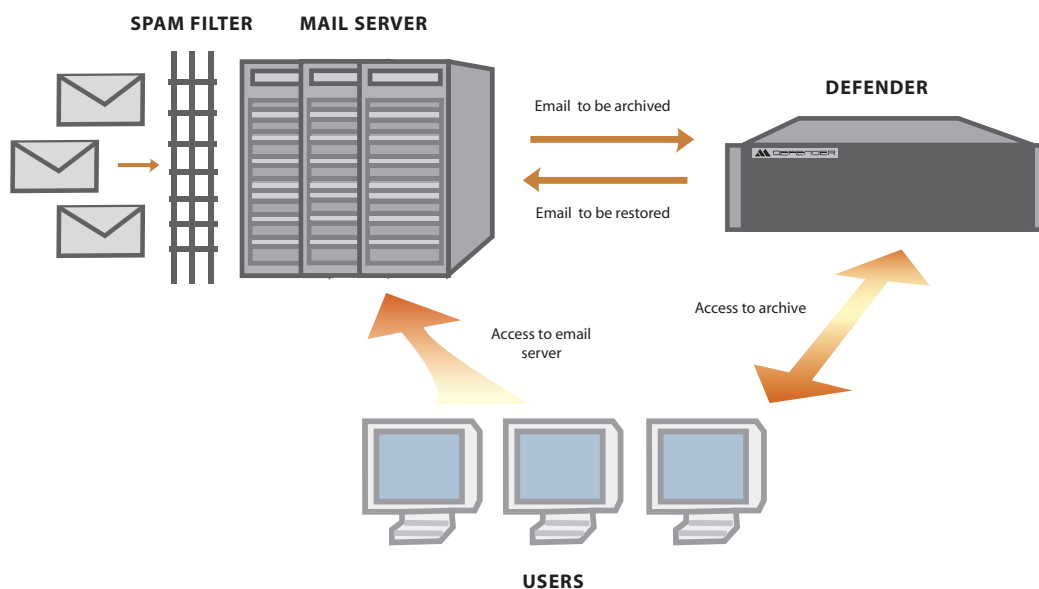 SPAM FILTER
MAIL SERVER
DEFENDER
Email to be archived
DEFENDER
Email to be restored
Access to archive
Access to email
server
USERS